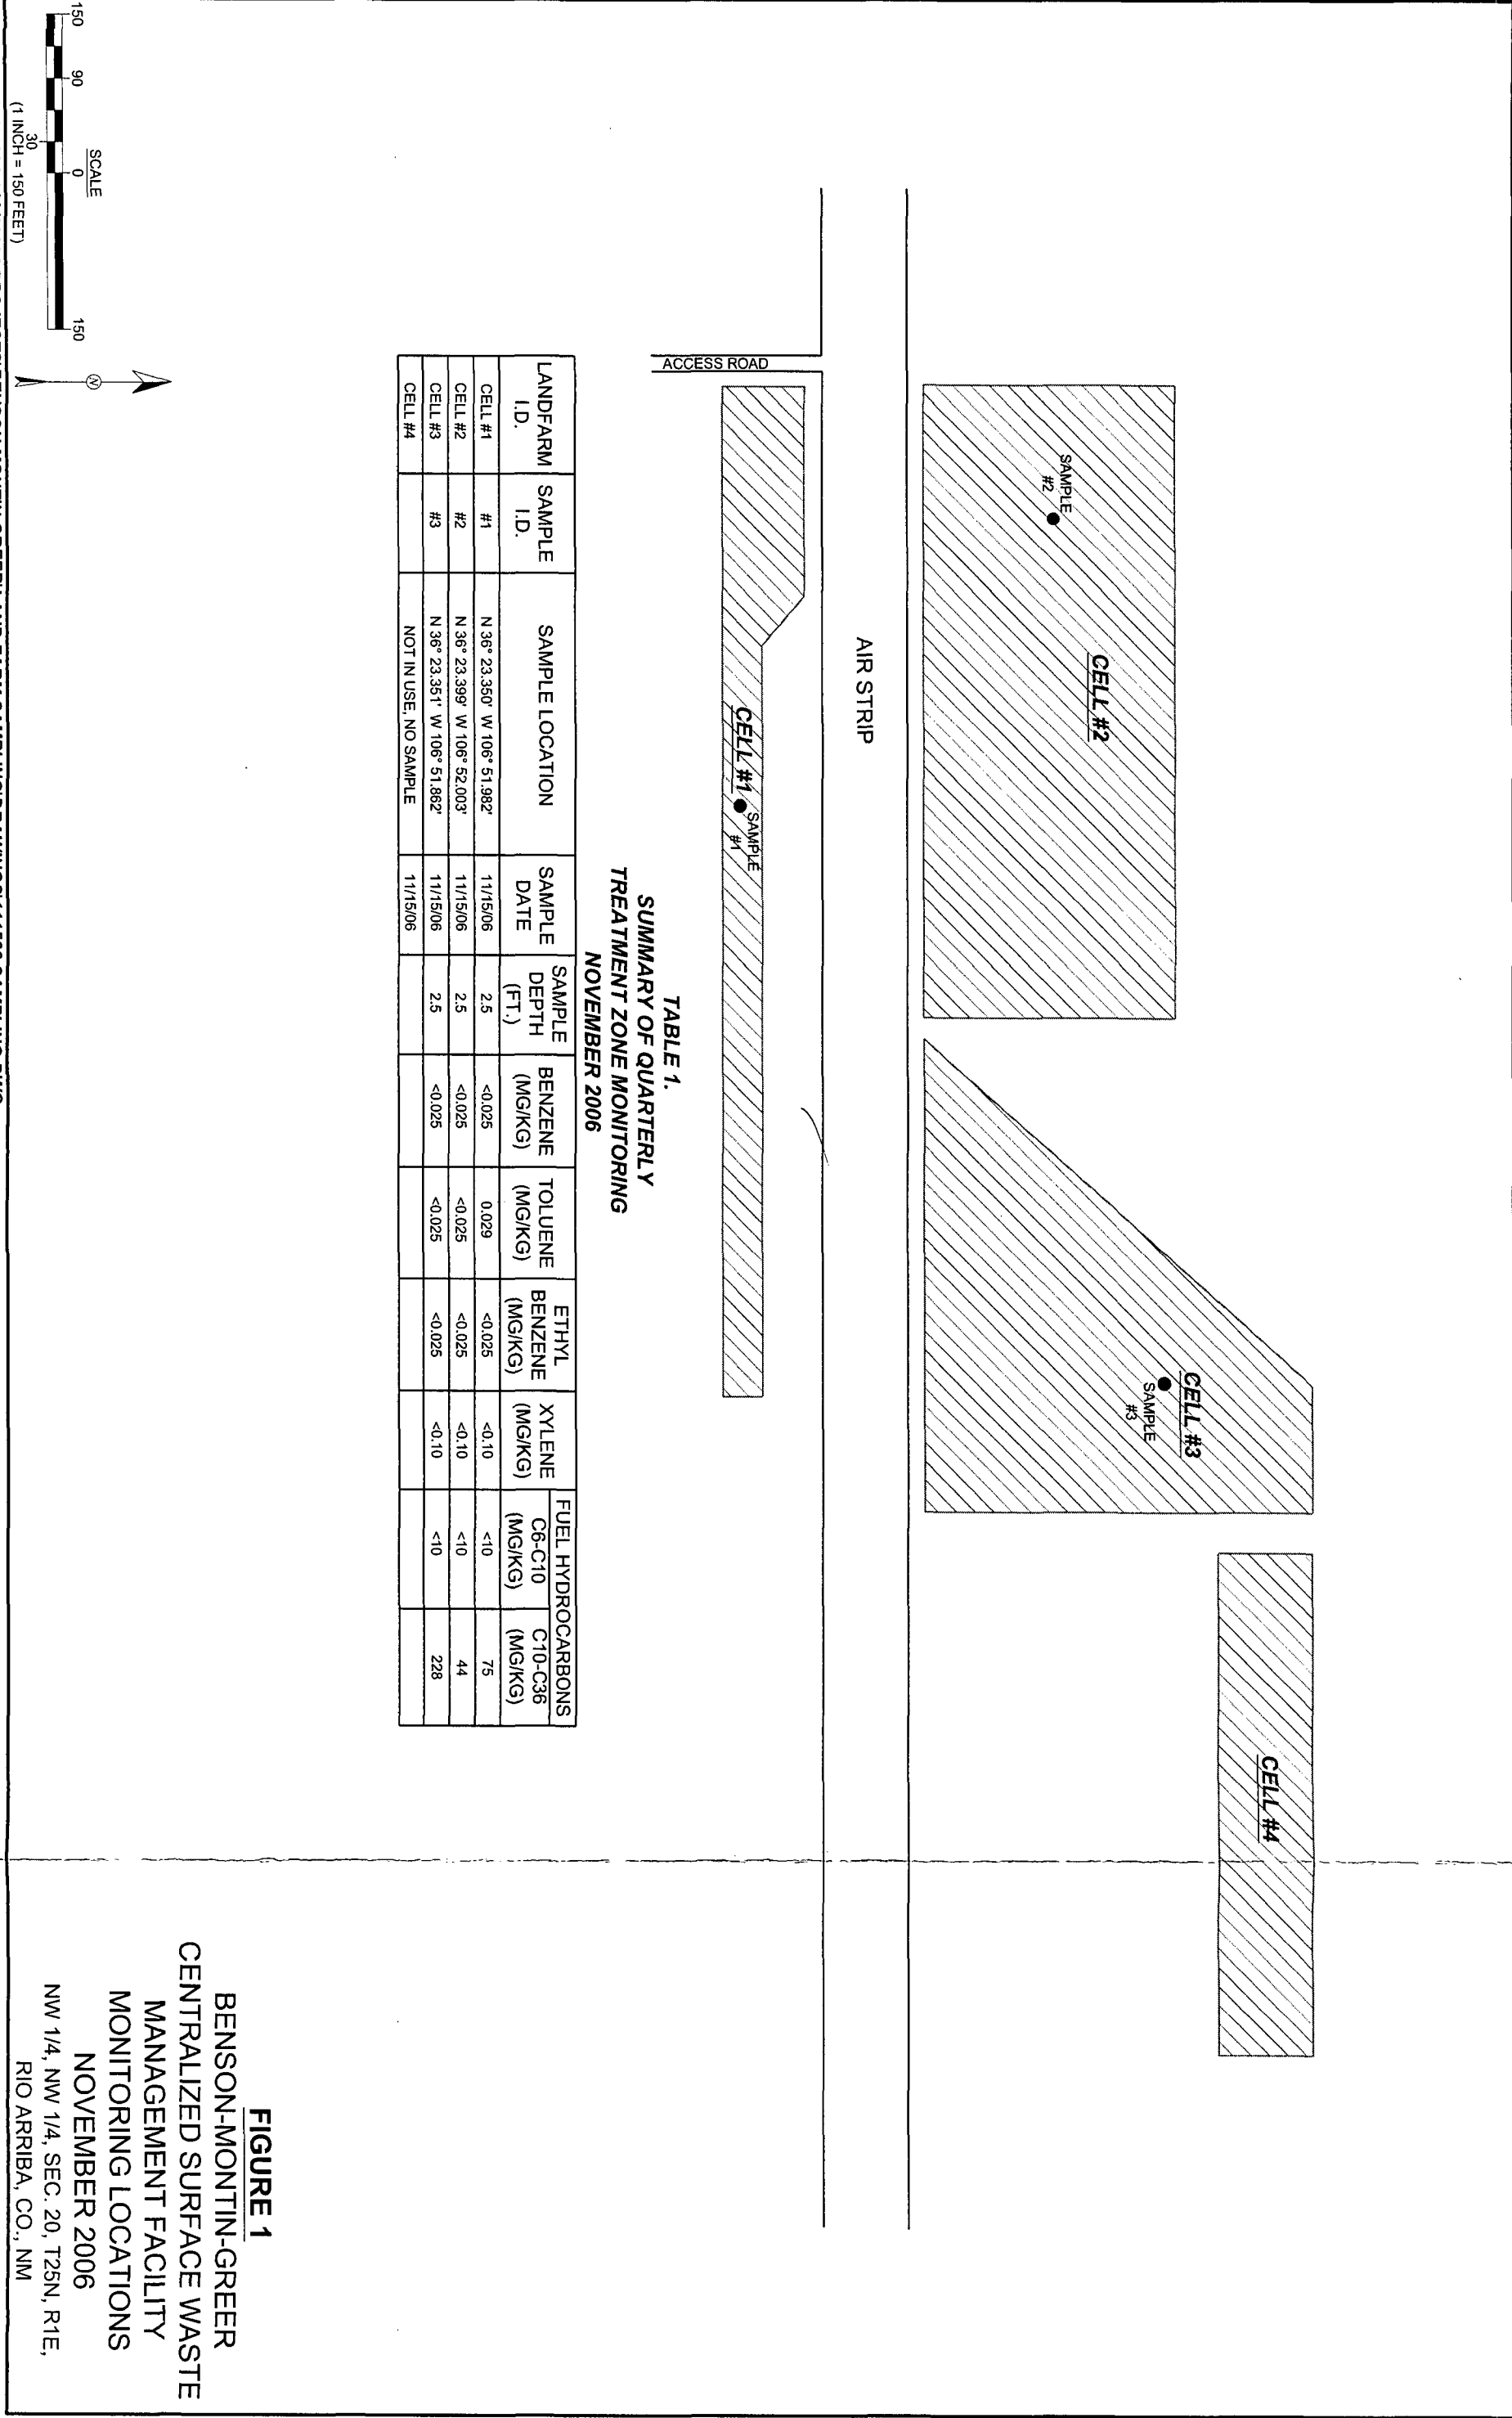 CELL #4
CELL #3
SAMPLE
#3
CELL #2
SAMPLE
#2
AIR STRIP
ACCESS ROAD
CELL #1
SAMPLE
#1
TABLE 1.
SUMMARY OF QUARTERLY
TREATMENT ZONE MONITORING
NOVEMBER 2006
LANDFARM I.D. SAMPLE I.D. SAMPLE LOCATION SAMPLE DATE SAMPLE DEPTH (FT.) BENZENE (MG/KG) TOLUENE (MG/KG) ETHYL BENZENE (MG/KG) XYLENE (MG/KG) FUEL HYDROCARBONS C6-C10 (MG/KG) C10-C36 (MG/KG)
CELL #1 #1 N 36° 23.350' W 106° 51.982' 11/15/06 2.5 <0.025 0.029 <0.025 <0.10 <10 75
CELL #2 #2 N 36° 23.399' W 106° 52.003' 11/15/06 2.5 <0.025 <0.025 <0.025 <0.10 <10 44
CELL #3 #3 N 36° 23.351' W 106° 51.862' 11/15/06 2.5 <0.025 <0.025 <0.025 <0.10 <10 228
CELL #4 NOT IN USE, NO SAMPLE 11/15/06
N
SCALE
150 90 30 0 150
(1 INCH = 150 FEET)
FIGURE 1
BENSON-MONTIN-GREER
CENTRALIZED SURFACE WASTE
MANAGEMENT FACILITY
MONITORING LOCATIONS
NOVEMBER 2006
NW 1/4, NW 1/4, SEC. 20, T25N, R1E,
RIO ARRIBA, CO., NM